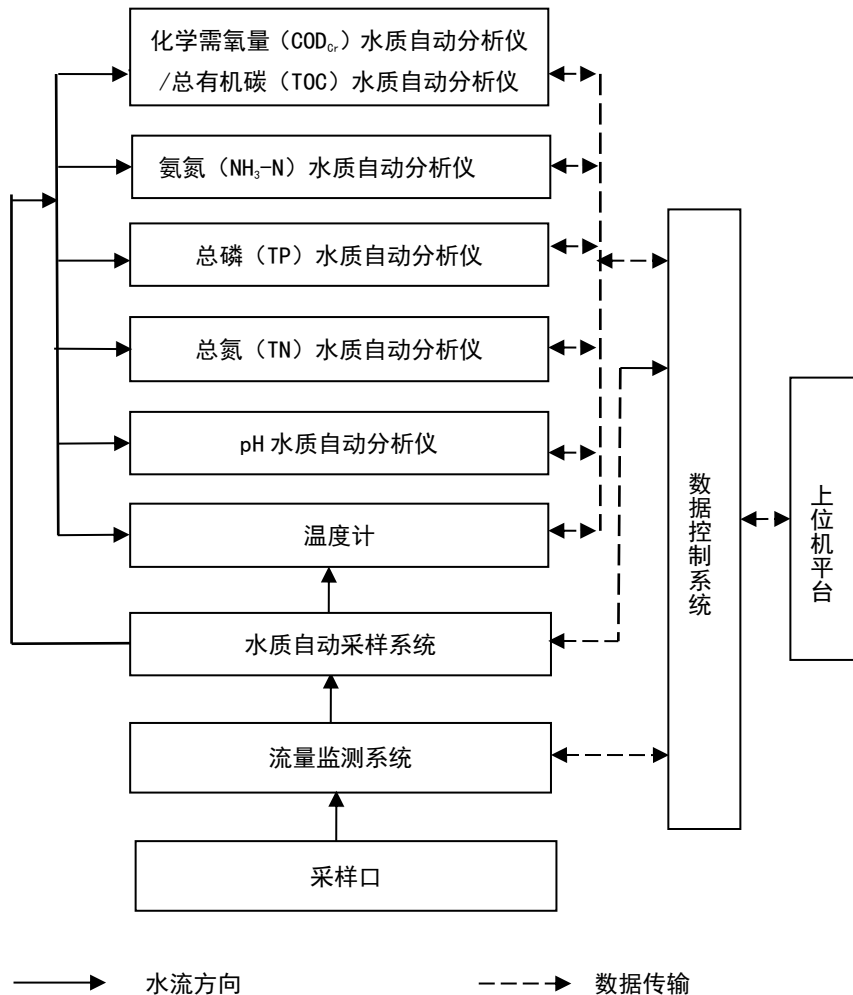 化学需氧量（CODCr）水质自动分析仪
/总有机碳（TOC）水质自动分析仪
氨氮（NH₃-N）水质自动分析仪
总磷（TP）水质自动分析仪
总氮（TN）水质自动分析仪
pH 水质自动分析仪
温度计
水质自动采样系统
流量监测系统
采样口
数据控制系统
上位机平台
水流方向
数据传输